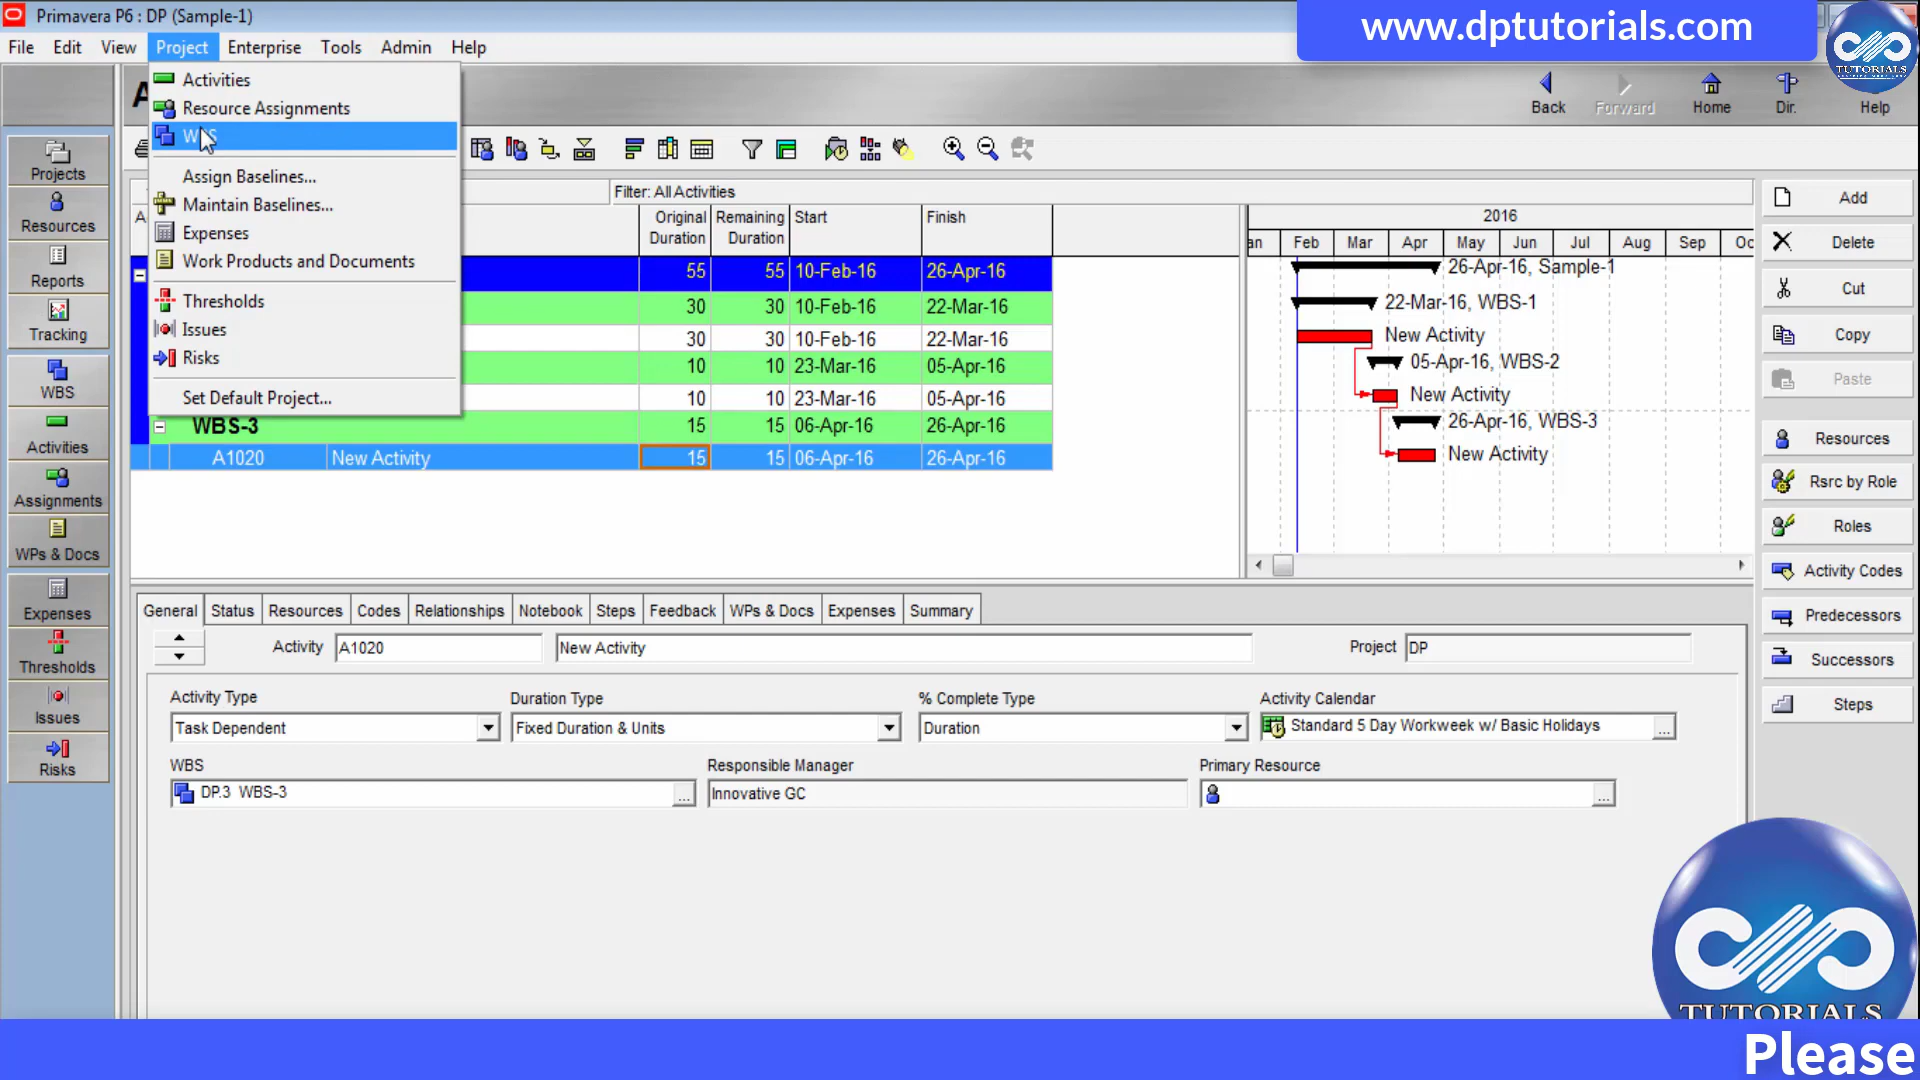 Primavera P6 : DP (Sample-1)
www.dptutorials.com
TUTORIALS
File Edit View Project Enterprise Tools Admin Help
Activities
Resource Assignments
WBS
Assign Baselines...
Maintain Baselines...
Expenses
Work Products and Documents
Thresholds
Issues
Risks
Set Default Project...
Back Forward Home Dir. Help
Projects
Resources
Reports
Tracking
WBS
Activities
Assignments
WPs & Docs
Expenses
Thresholds
Issues
Risks
Filter: All Activities
Original Duration Remaining Duration Start Finish
55 55 10-Feb-16 26-Apr-16
30 30 10-Feb-16 22-Mar-16
30 30 10-Feb-16 22-Mar-16
10 10 23-Mar-16 05-Apr-16
10 10 23-Mar-16 05-Apr-16
WBS-3 15 15 06-Apr-16 26-Apr-16
A1020 New Activity 15 15 06-Apr-16 26-Apr-16
2016
an Feb Mar Apr May Jun Jul Aug Sep Oc
26-Apr-16, Sample-1
22-Mar-16, WBS-1
New Activity
05-Apr-16, WBS-2
New Activity
26-Apr-16, WBS-3
New Activity
Add
Delete
Cut
Copy
Paste
Resources
Rsrc by Role
Roles
Activity Codes
Predecessors
Successors
Steps
General Status Resources Codes Relationships Notebook Steps Feedback WPs & Docs Expenses Summary
Activity A1020 New Activity Project DP
Activity Type Duration Type % Complete Type Activity Calendar
Task Dependent Fixed Duration & Units Duration Standard 5 Day Workweek w/ Basic Holidays ...
WBS Responsible Manager Primary Resource
DP.3 WBS-3 ... Innovative GC ...
TUTORIALS
Please